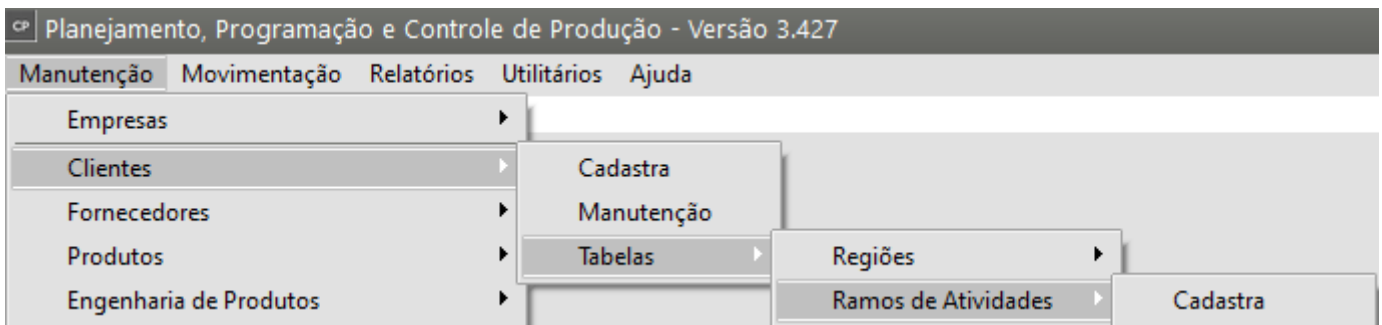 CP Planejamento, Programação e Controle de Produção - Versão 3.427
Manutenção Movimentação Relatórios Utilitários Ajuda
Empresas
Clientes Cadastra
Fornecedores Manutenção
Produtos Tabelas Regiões
Engenharia de Produtos Ramos de Atividades Cadastra